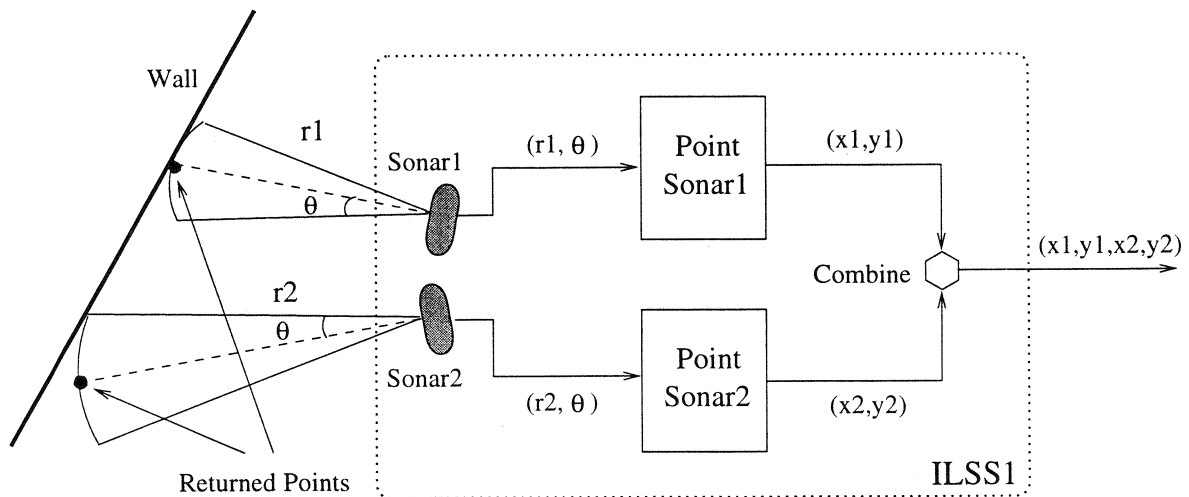 Wall
r1
Sonar1
θ
(r1, θ)
Point
Sonar1
(x1,y1)
(x1,y1,x2,y2)
Combine
r2
θ
Sonar2
(r2, θ)
Point
Sonar2
(x2,y2)
ILSS1
Returned Points